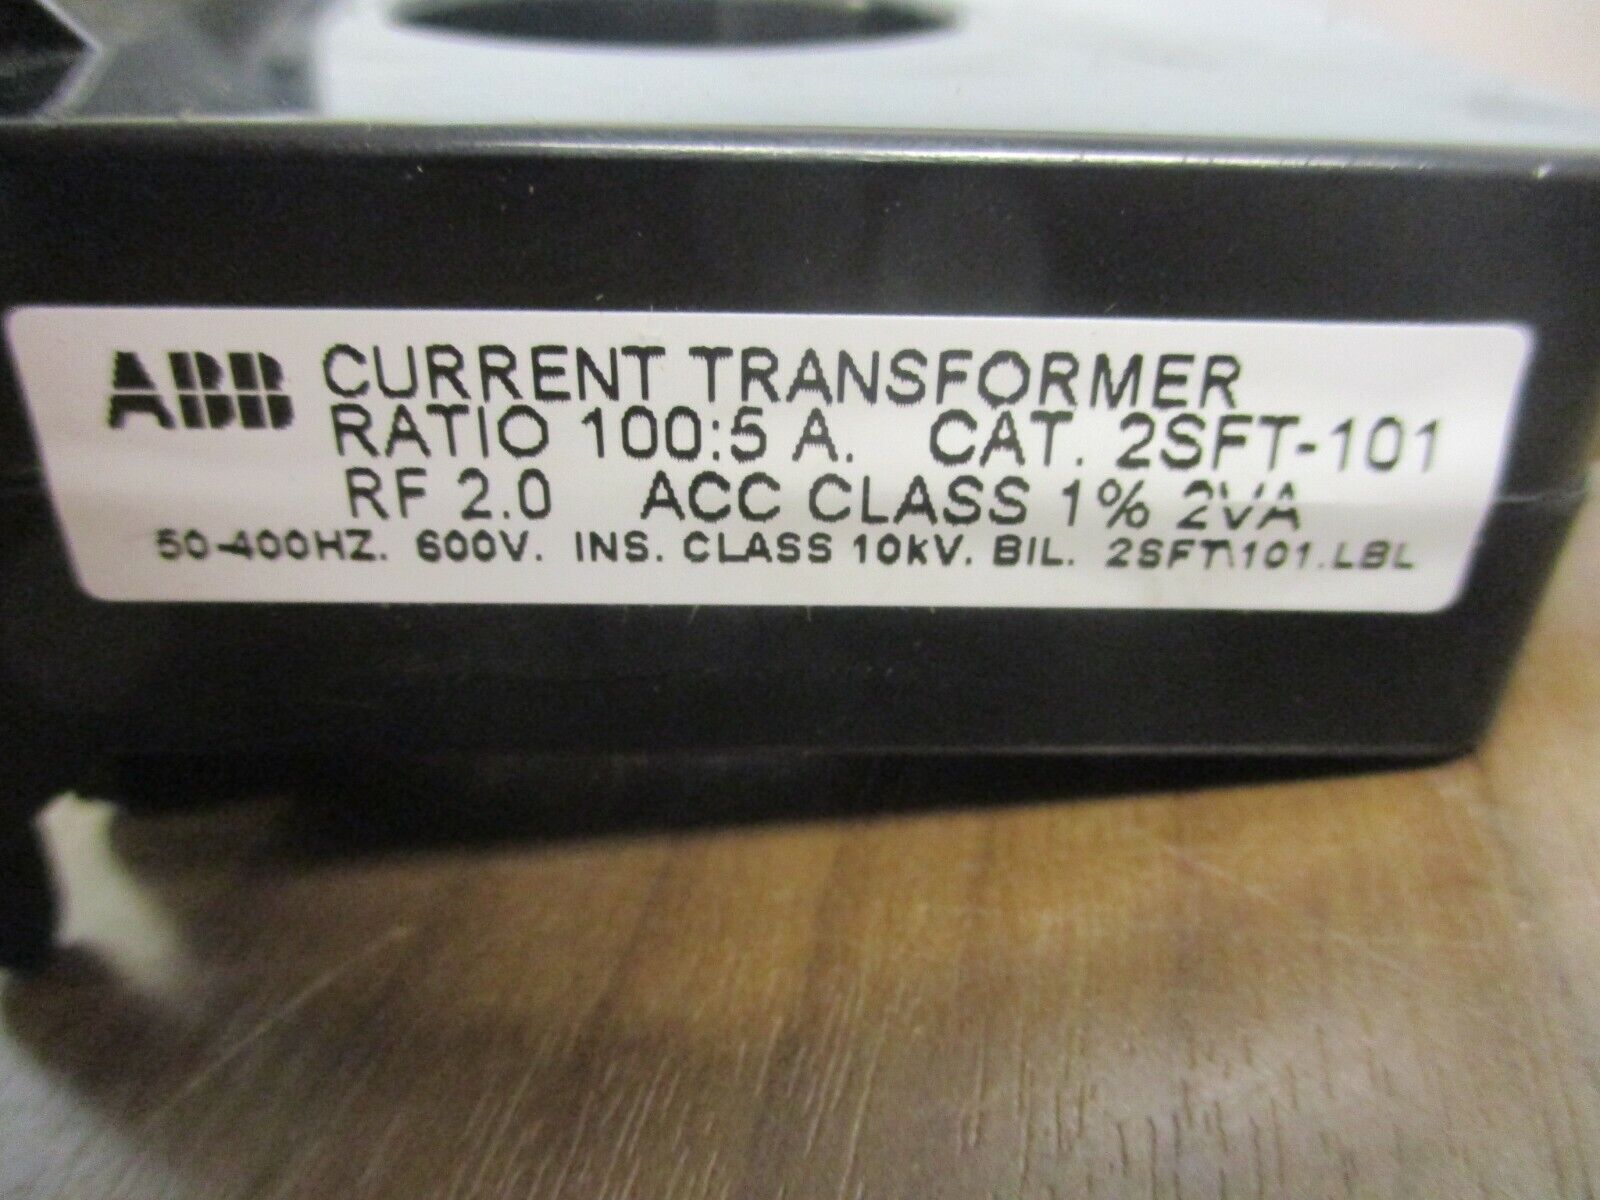 ABB CURRENT TRANSFORMER
RATIO 100:5 A. CAT. 2SFT-101
RF 2.0 ACC CLASS 1% 2VA
50-400HZ. 600V. INS. CLASS 10kV. BIL. 2SFT\101.LBL